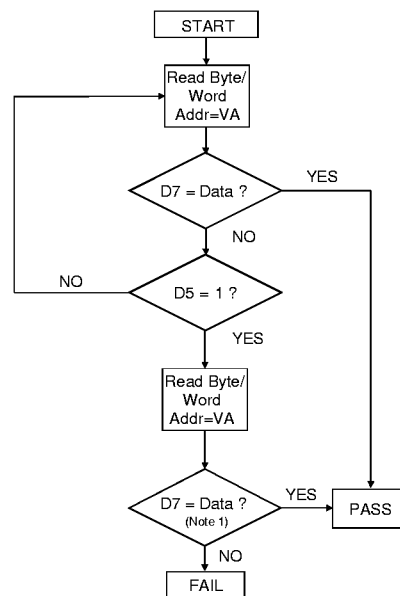 START
Read Byte/
Word
Addr=VA
D7 = Data ?
YES
NO
D5 = 1 ?
NO
YES
Read Byte/
Word
Addr=VA
D7 = Data ?
(Note 1)
YES
PASS
NO
FAIL